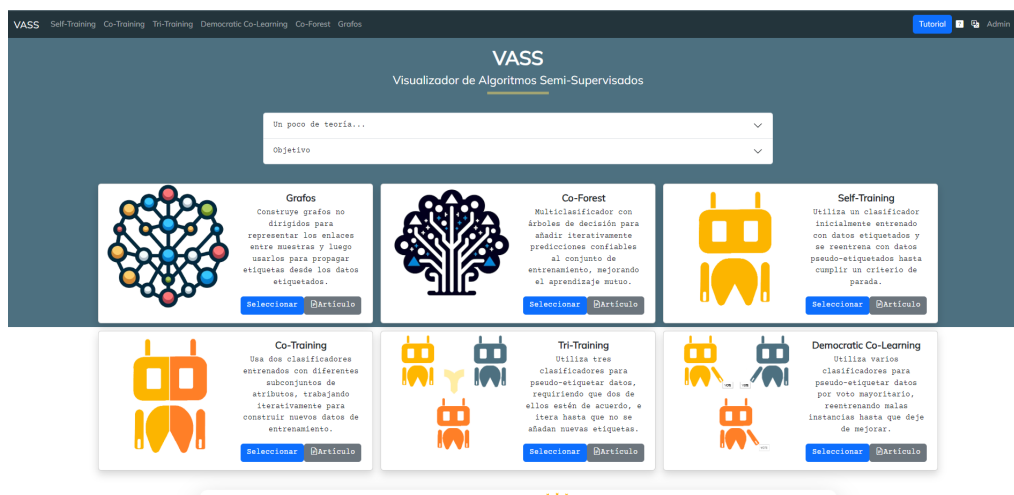 VASS Self-Training Co-Training Tri-Training Democratic Co-Learning Co-Forest Grafos Tutorial Admin
VASS
Visualizador de Algoritmos Semi-Supervisados
Un poco de teoría...
Objetivo
Grafos
Construye grafos no
dirigidos para
representar los enlaces
entre muestras y luego
usarlos para propagar
etiquetas desde los datos
etiquetados.
Seleccionar Artículo
Co-Forest
Multiclasificador con
árboles de decisión para
añadir iterativamente
predicciones confiables
al conjunto de
entrenamiento, mejorando
el aprendizaje mutuo.
Seleccionar Artículo
Self-Training
Utiliza un clasificador
inicialmente entrenado
con datos etiquetados y
se reentrena con datos
pseudo-etiquetados hasta
cumplir un criterio de
parada.
Seleccionar Artículo
Co-Training
Usa dos clasificadores
entrenados con diferentes
subconjuntos de
atributos, trabajando
iterativamente para
construir nuevos datos de
entrenamiento.
Seleccionar Artículo
Tri-Training
Utiliza tres
clasificadores para
pseudo-etiquetar datos,
requiriendo que dos de
ellos estén de acuerdo, e
itera hasta que no se
añadan nuevas etiquetas.
Seleccionar Artículo
Democratic Co-Learning
Utiliza varios
clasificadores para
pseudo-etiquetar datos
por voto mayoritario,
reentrenando malas
instancias hasta que deje
de mejorar.
Seleccionar Artículo